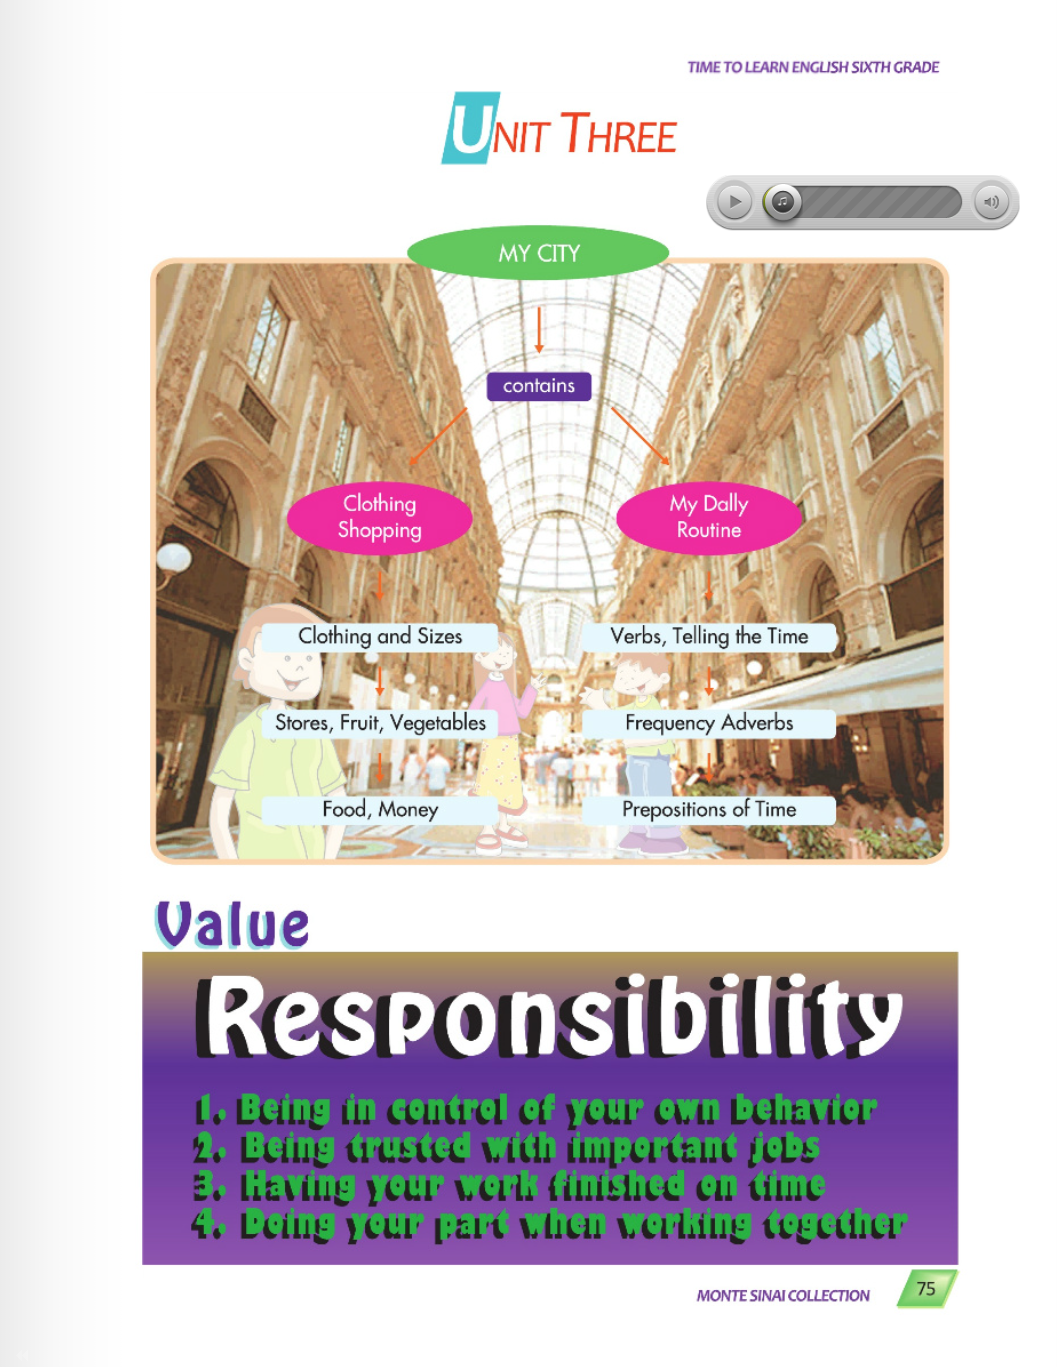 TIME TO LEARN ENGLISH SIXTH GRADE
UNIT THREE
MY CITY
contains
Clothing
Shopping
My Dally
Routine
Clothing and Sizes
Verbs, Telling the Time
Stores, Fruit, Vegetables
Frequency Adverbs
Food, Money
Prepositions of Time
Value
Responsibility
1. Being in control of your own behavior
2. Being trusted with important jobs
3. Having your work finished on time
4. Doing your part when working together
MONTE SINAI COLLECTION
75